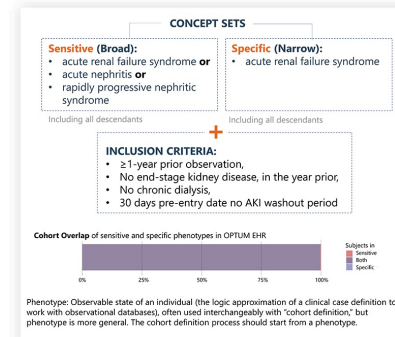 CONCEPT SETS
Sensitive (Broad):
• acute renal failure syndrome or
• acute nephritis or
• rapidly progressive nephritic
syndrome
Including all descendants
Specific (Narrow):
• acute renal failure syndrome
Including all descendants
+
INCLUSION CRITERIA:
• ≥1-year prior observation,
• No end-stage kidney disease, in the year prior,
• No chronic dialysis,
• 30 days pre-entry date no AKI washout period
Cohort Overlap of sensitive and specific phenotypes in OPTUM EHR
Subjects in
Sensitive
Both
Specific
0% 25% 50% 75% 100%
Phenotype: Observable state of an individual (the logic approximation of a clinical case definition to
work with observational databases), often used interchangeably with "cohort definition," but
phenotype is more general. The cohort definition process should start from a phenotype.